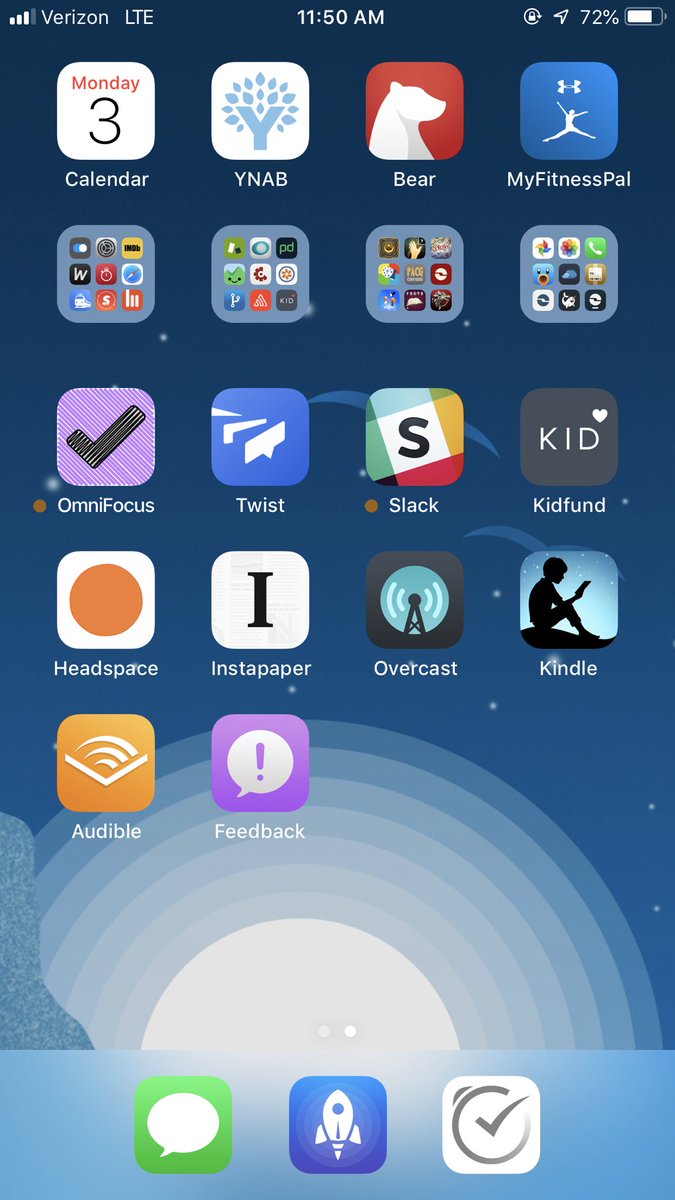 Verizon LTE 11:50 AM 72%
Monday
3
Calendar YNAB Bear MyFitnessPal
IMDb
pd
PACG
KID
OmniFocus Twist Slack Kidfund
S
KID
Headspace Instapaper Overcast Kindle
I
Audible Feedback
!